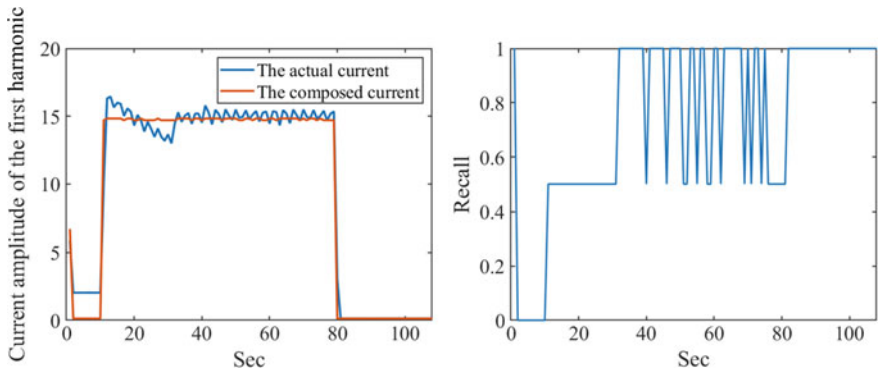 Current amplitude of the first harmonic
20
15
10
5
0
The actual current
The composed current
0 20 40 60 80 100
Sec
Recall
1
0.8
0.6
0.4
0.2
0
0 20 40 60 80 100
Sec